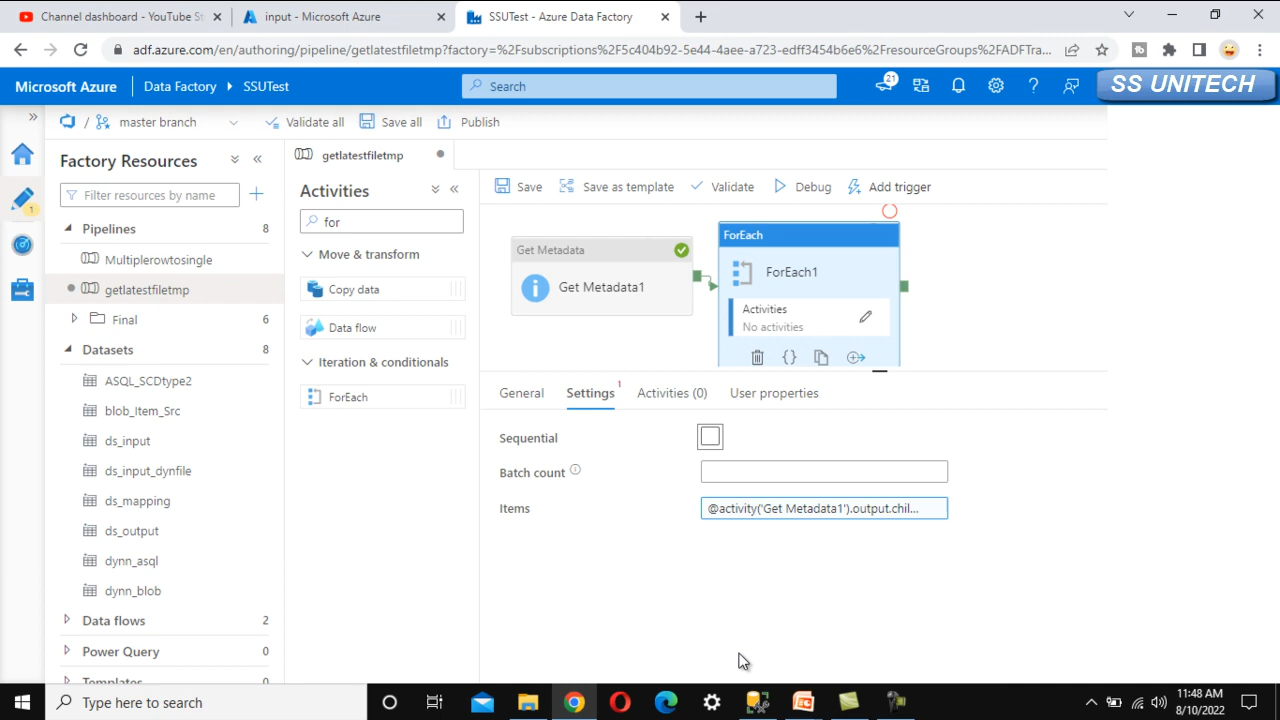 Channel dashboard - YouTube St
input - Microsoft Azure
SSUTest - Azure Data Factory
adf.azure.com/en/authoring/pipeline/getlatestfiletmp?factory=%2Fsubscriptions%2F5c404b92-5e44-4aee-a723-edff3454b6e6%2FresourceGroups%2FADFTra...
Microsoft Azure
Data Factory
SSUTest
Search
21
SS UNITECH
/
master branch
Validate all
Save all
Publish
1
Factory Resources
Filter resources by name
Pipelines 8
Multiplerowtosingle
getlatestfiletmp
Final 6
Datasets 8
ASQL_SCDtype2
blob_Item_Src
ds_input
ds_input_dynfile
ds_mapping
ds_output
dynn_asql
dynn_blob
Data flows 2
Power Query 0
Templates
getlatestfiletmp
Activities
for
Move & transform
Copy data
Data flow
Iteration & conditionals
ForEach
Save
Save as template
Validate
Debug
Add trigger
Get Metadata
Get Metadata1
ForEach
ForEach1
Activities
No activities
General
Settings 1
Activities (0)
User properties
Sequential
Batch count
Items
@activity('Get Metadata1').output.chil...
Type here to search
11:48 AM
8/10/2022